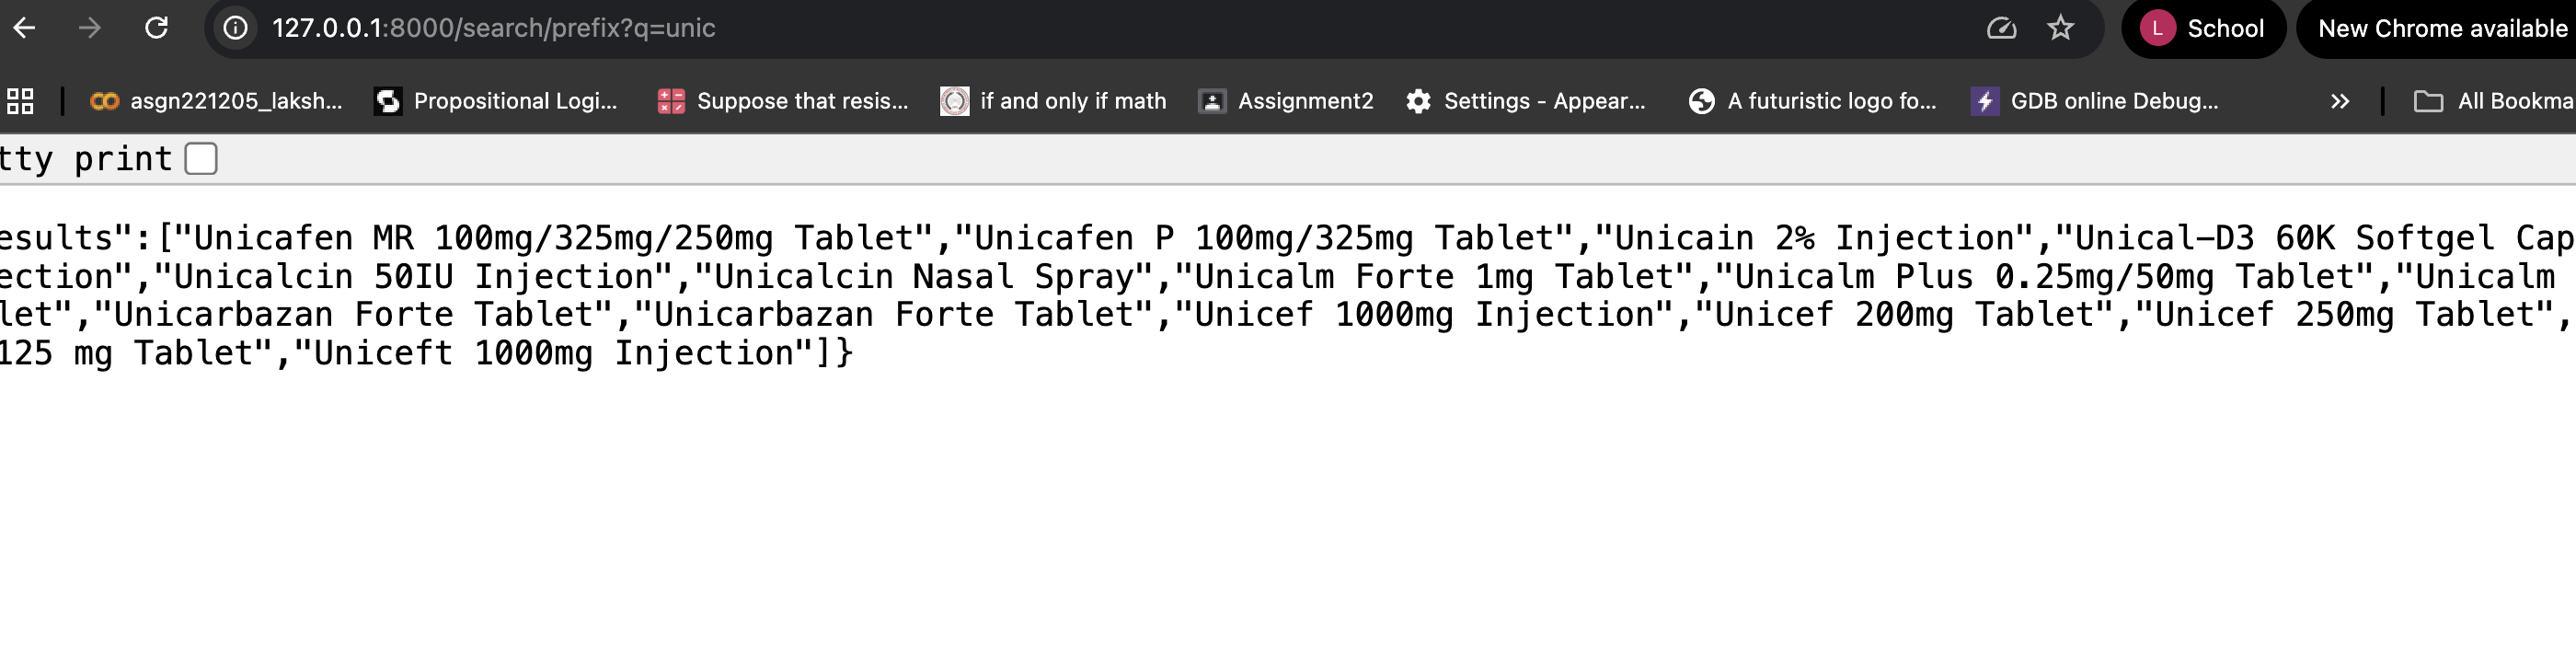 127.0.0.1:8000/search/prefix?q=unic
L School
New Chrome available
asgn221205_laksh...
Propositional Logi...
Suppose that resis...
if and only if math
Assignment2
Settings - Appear...
A futuristic logo fo...
GDB online Debug...
All Bookma
tty print
esults":["Unicafen MR 100mg/325mg/250mg Tablet","Unicafen P 100mg/325mg Tablet","Unicain 2% Injection","Unical-D3 60K Softgel Cap
ection","Unicalcin 50IU Injection","Unicalcin Nasal Spray","Unicalm Forte 1mg Tablet","Unicalm Plus 0.25mg/50mg Tablet","Unicalm
let","Unicarbazan Forte Tablet","Unicarbazan Forte Tablet","Unicef 1000mg Injection","Unicef 200mg Tablet","Unicef 250mg Tablet",
125 mg Tablet","Uniceft 1000mg Injection"]}